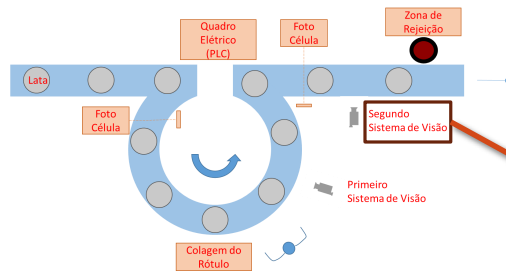 Quadro
Elétrico
(PLC)
Foto
Célula
Zona de
Rejeição
Lata
Foto
Célula
Segundo
Sistema de Visão
Primeiro
Sistema de Visão
Colagem do
Rótulo